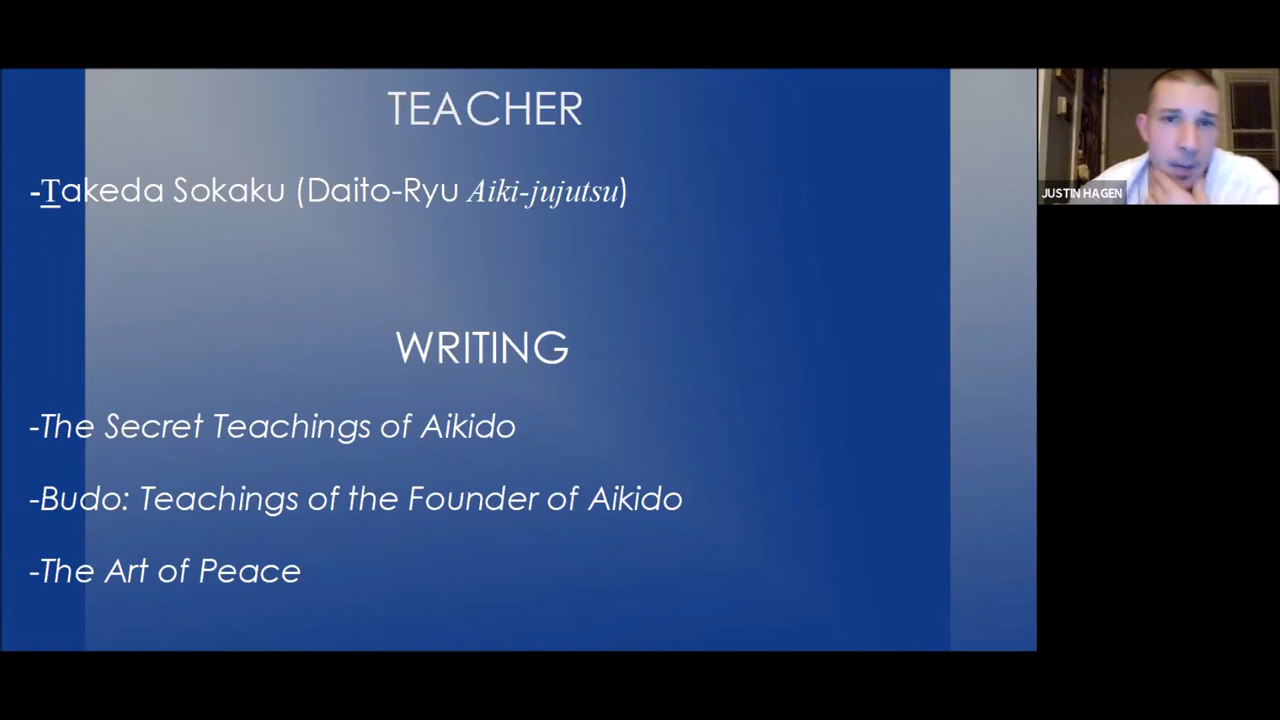 TEACHER
-Takeda Sokaku (Daito-Ryu Aiki-jujutsu)
JUSTIN HAGEN
WRITING
-The Secret Teachings of Aikido
-Budo: Teachings of the Founder of Aikido
-The Art of Peace